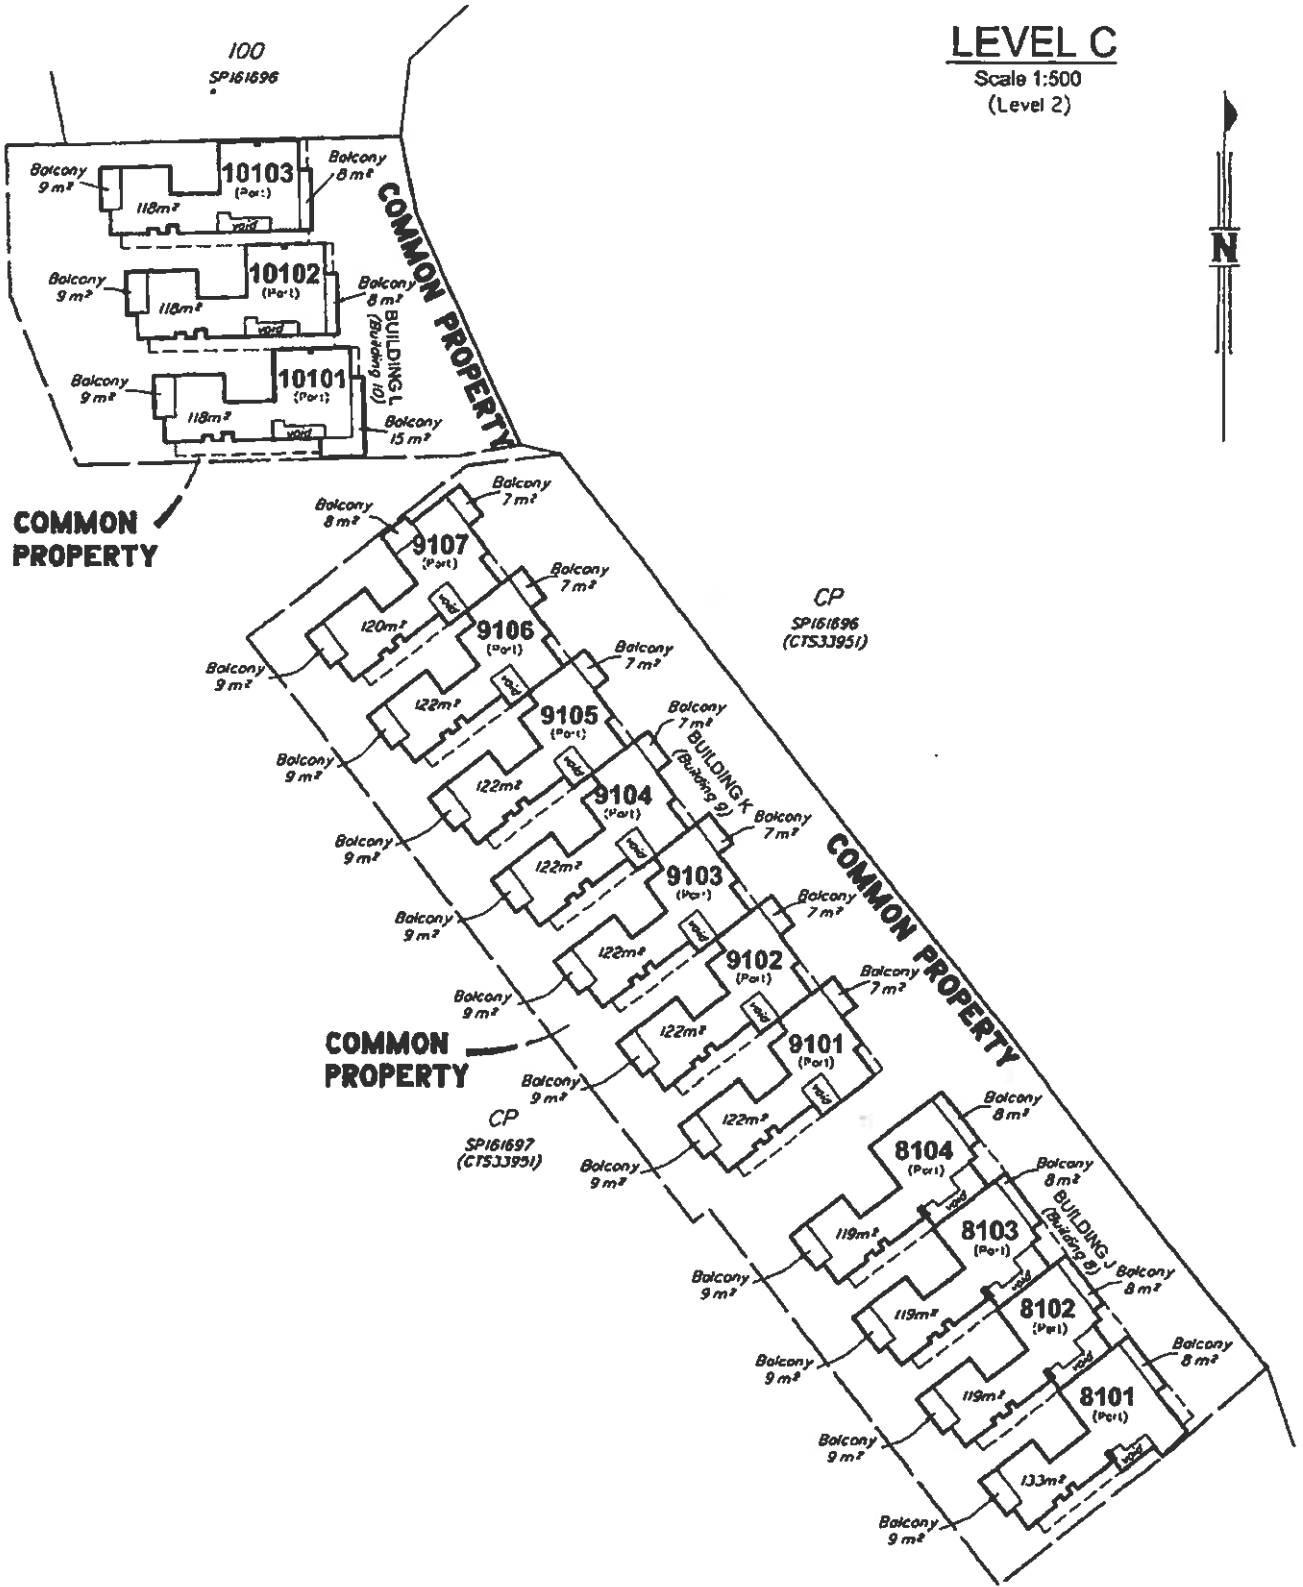 LEVEL C
Scale 1:500
(Level 2)
N
100
SP161696
Balcony
9 m²
10103
(Part)
118m²
void
Balcony
8 m²
COMMON PROPERTY
Balcony
9 m²
10102
(Part)
118m²
void
Balcony
8 m²
BUILDING L
(Building 10)
Balcony
9 m²
10101
(Part)
118m²
void
Balcony
15 m²
COMMON
PROPERTY
Balcony
8 m²
Balcony
7 m²
9107
(Part)
120m²
void
Balcony
9 m²
Balcony
7 m²
9106
(Part)
122m²
void
Balcony
9 m²
CP
SP161696
(CTS33951)
Balcony
7 m²
9105
(Part)
122m²
void
Balcony
9 m²
Balcony
7 m²
BUILDING K
(Building 9)
9104
(Part)
122m²
void
Balcony
9 m²
Balcony
7 m²
9103
(Part)
122m²
void
Balcony
9 m²
COMMON PROPERTY
Balcony
7 m²
9102
(Part)
122m²
void
Balcony
9 m²
Balcony
7 m²
9101
(Part)
122m²
void
Balcony
9 m²
COMMON
PROPERTY
CP
SP161697
(CTS33951)
Balcony
8 m²
8104
(Part)
119m²
void
Balcony
9 m²
Balcony
8 m²
BUILDING J
(Building 8)
8103
(Part)
119m²
void
Balcony
9 m²
Balcony
8 m²
8102
(Part)
119m²
void
Balcony
9 m²
Balcony
8 m²
8101
(Part)
133m²
void
Balcony
9 m²